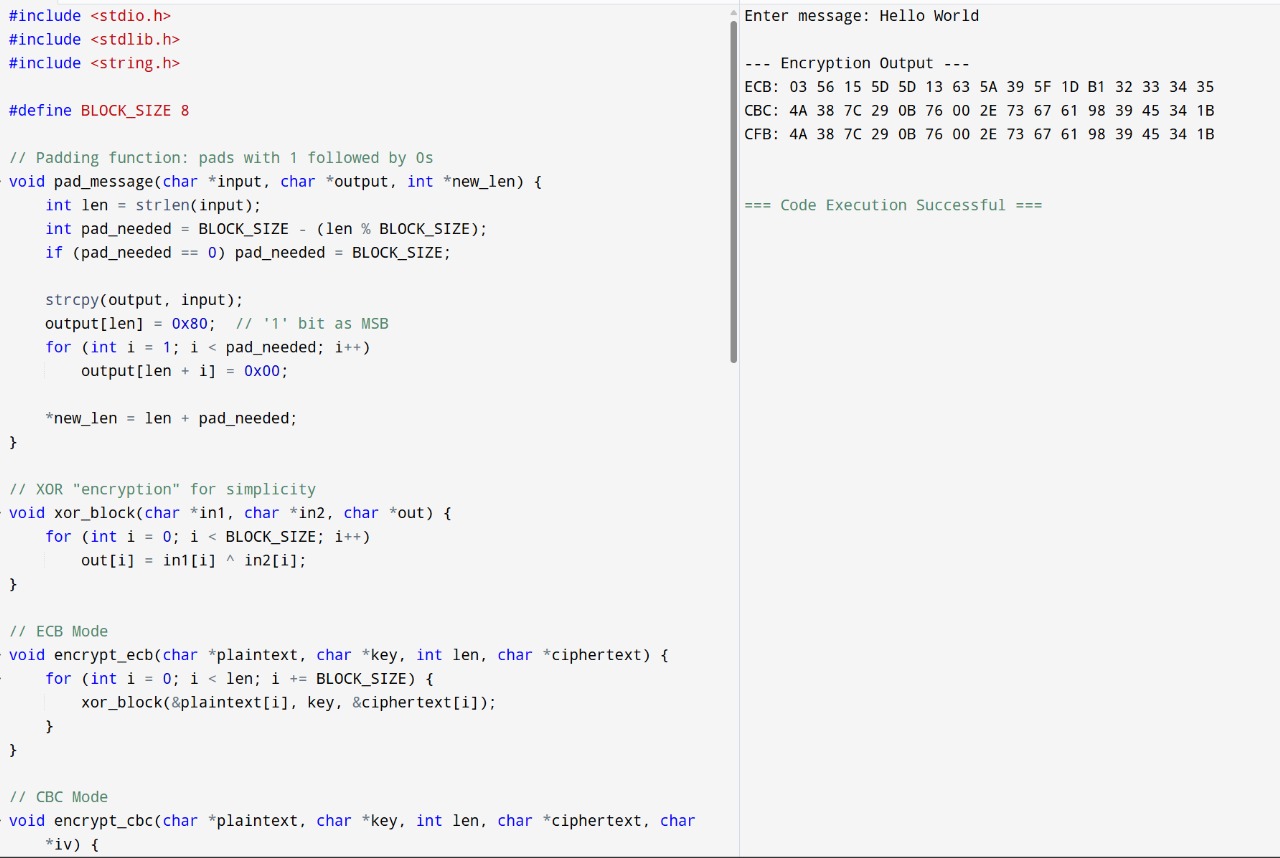 #include <stdio.h>
#include <stdlib.h>
#include <string.h>

#define BLOCK_SIZE 8

// Padding function: pads with 1 followed by 0s
void pad_message(char *input, char *output, int *new_len) {
    int len = strlen(input);
    int pad_needed = BLOCK_SIZE - (len % BLOCK_SIZE);
    if (pad_needed == 0) pad_needed = BLOCK_SIZE;

    strcpy(output, input);
    output[len] = 0x80;  // '1' bit as MSB
    for (int i = 1; i < pad_needed; i++)
        output[len + i] = 0x00;

    *new_len = len + pad_needed;
}

// XOR "encryption" for simplicity
void xor_block(char *in1, char *in2, char *out) {
    for (int i = 0; i < BLOCK_SIZE; i++)
        out[i] = in1[i] ^ in2[i];
}

// ECB Mode
void encrypt_ecb(char *plaintext, char *key, int len, char *ciphertext) {
    for (int i = 0; i < len; i += BLOCK_SIZE) {
        xor_block(&plaintext[i], key, &ciphertext[i]);
    }
}

// CBC Mode
void encrypt_cbc(char *plaintext, char *key, int len, char *ciphertext, char
    *iv) {
Enter message: Hello World

--- Encryption Output ---
ECB: 03 56 15 5D 5D 13 63 5A 39 5F 1D B1 32 33 34 35
CBC: 4A 38 7C 29 0B 76 00 2E 73 67 61 98 39 45 34 1B
CFB: 4A 38 7C 29 0B 76 00 2E 73 67 61 98 39 45 34 1B

=== Code Execution Successful ===